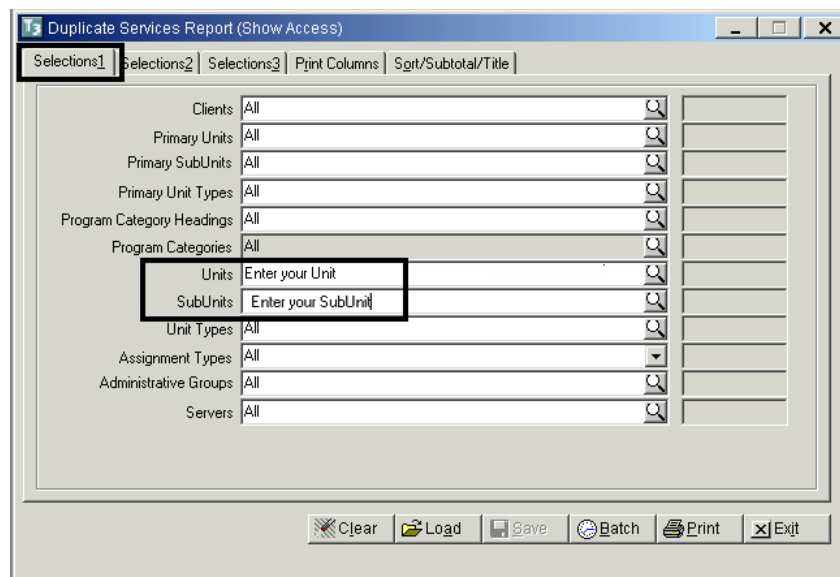 T3 Duplicate Services Report (Show Access)
Selections1 Selections2 Selections3 Print Columns Sort/Subtotal/Title
Clients All
Primary Units All
Primary SubUnits All
Primary Unit Types All
Program Category Headings All
Program Categories All
Units Enter your Unit
SubUnits Enter your SubUnit
Unit Types All
Assignment Types All
Administrative Groups All
Servers All
Clear Load Save Batch Print Exit